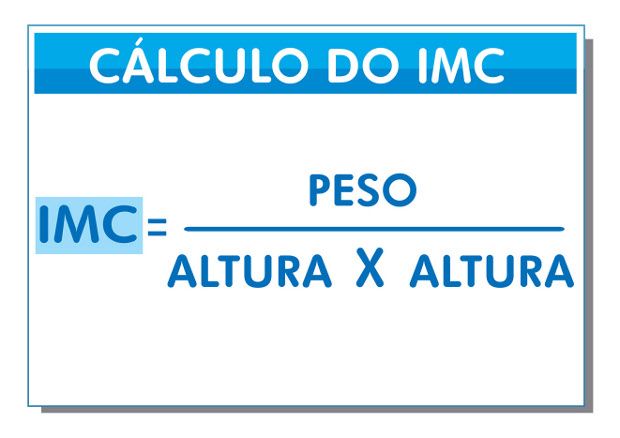 CÁLCULO DO IMC
PESO
IMC =
ALTURA X ALTURA